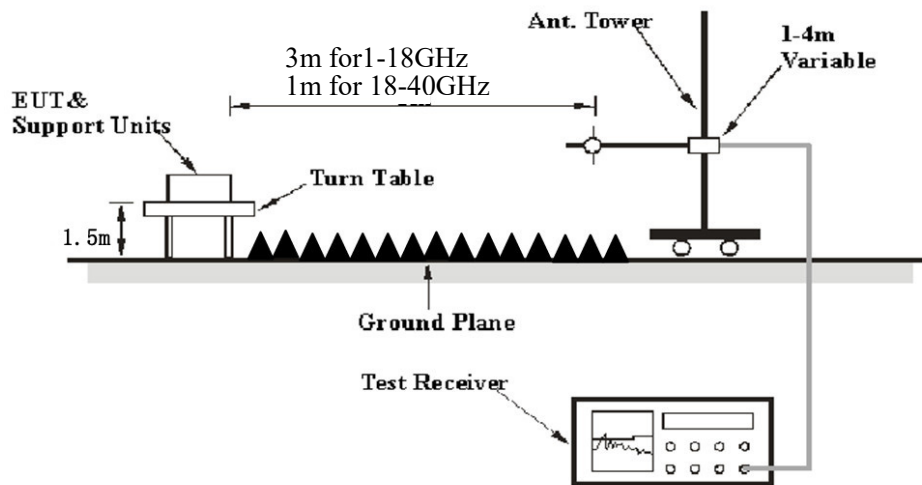 Ant. Tower
1-4m
Variable
3m for1-18GHz
1m for 18-40GHz
EUT&
Support Units
Turn Table
1.5m
Ground Plane
Test Receiver